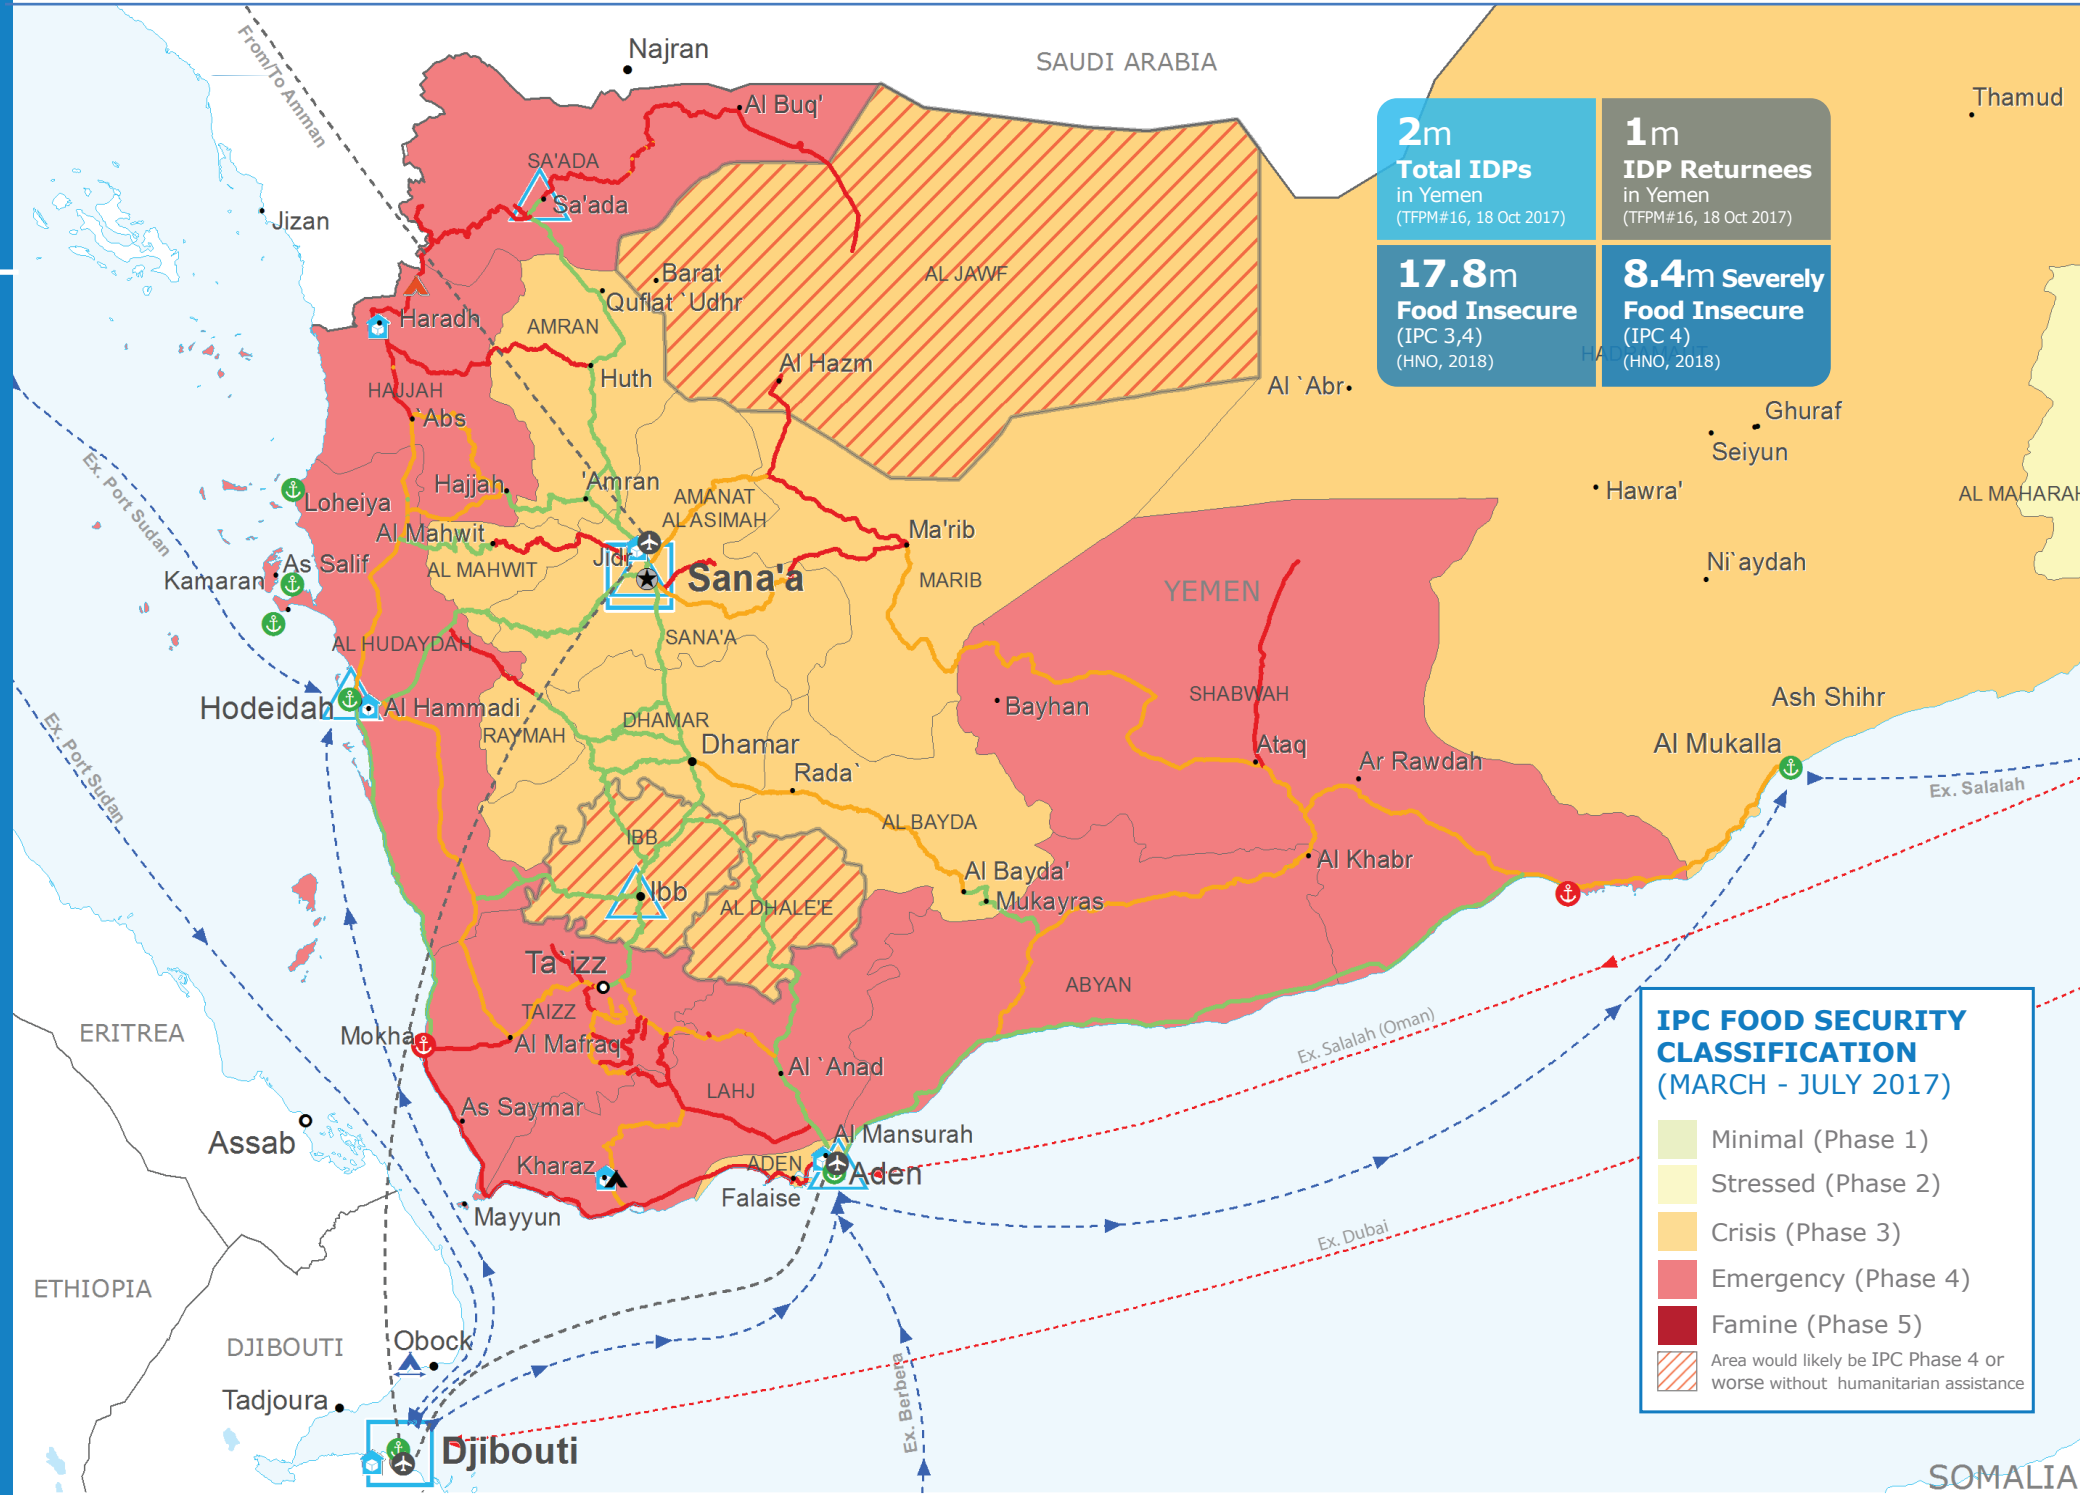 From/To Amman
Najran
SAUDI ARABIA
Thamud
Al Buq'
2m
Total IDPs
in Yemen
(TFPM#16, 18 Oct 2017)
1m
IDP Returnees
in Yemen
(TFPM#16, 18 Oct 2017)
17.8m
Food Insecure
(IPC 3,4)
(HNO, 2018)
8.4m Severely
Food Insecure
(IPC 4)
(HNO, 2018)
HADRAMAUT
SA'ADA
Sa'ada
Jizan
Barat
Quflat `Udhr
AL JAWF
Haradh
AMRAN
Huth
Al Hazm
Al `Abr
HAJJAH
`Abs
Ghuraf
Seiyun
Ex. Port Sudan
Hajjah
'Amran
Loheiya
AMANAT
AL ASIMAH
Hawra'
AL MAHARAH
Al Mahwit
Jidr
Ma'rib
As Salif
Kamaran
AL MAHWIT
Sana'a
MARIB
YEMEN
Ni`aydah
AL HUDAYDAH
SANA'A
SHABWAH
Bayhan
Ash Shihr
Hodeidah
Al Hammadi
RAYMAH
DHAMAR
Dhamar
Ataq
Ar Rawdah
Al Mukalla
Ex. Port Sudan
Rada`
Ex. Salalah
IBB
AL BAYDA
Al Bayda'
Al Khabr
Ibb
AL DHALE'E
Mukayras
Ta`izz
TAIZZ
ABYAN
ERITREA
Mokha
Al Mafraq
Ex. Salalah (Oman)
Al `Anad
LAHJ
As Saymar
Assab
Al Mansurah
Kharaz
ADEN
Aden
Falaise
Mayyun
Ex. Dubai
ETHIOPIA
DJIBOUTI
Obock
Tadjoura
Ex. Berbera
Djibouti
SOMALIA
IPC FOOD SECURITY
CLASSIFICATION
(MARCH - JULY 2017)
Minimal (Phase 1)
Stressed (Phase 2)
Crisis (Phase 3)
Emergency (Phase 4)
Famine (Phase 5)
Area would likely be IPC Phase 4 or
worse without humanitarian assistance